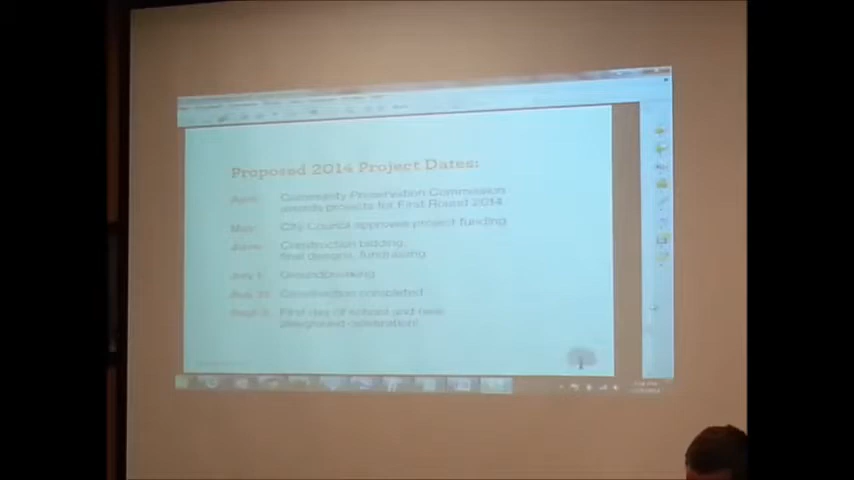 Proposed 2014 Project Dates:
April: Community Preservation Commission
awards projects for First Round 2014
May: City Council approves project funding
June: Construction bidding,
final designs, fundraising
July 1: Groundbreaking
Construction completed
First day of school and new
playground celebration!